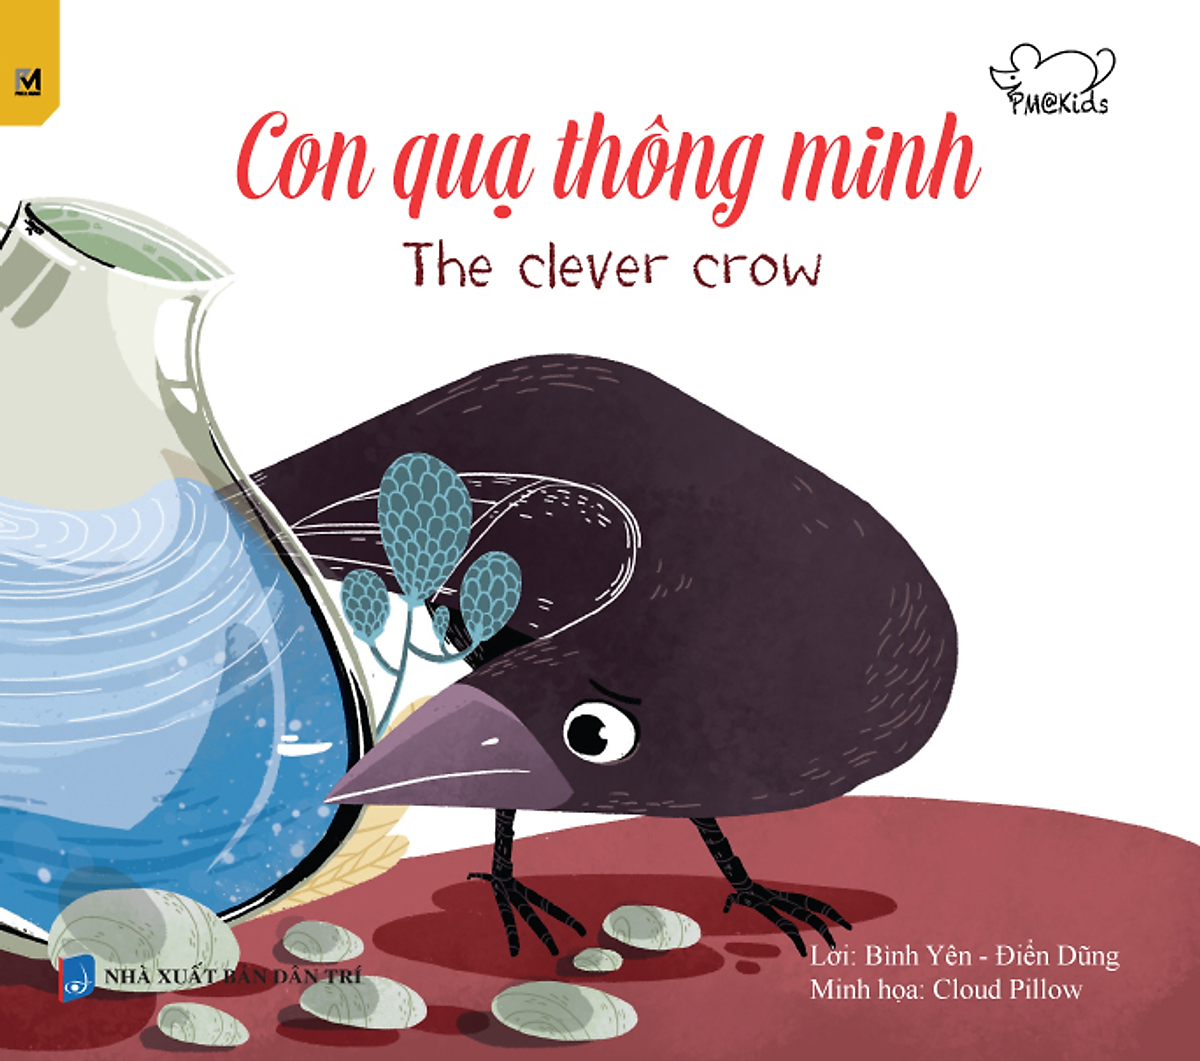 PM@Kids
Con quạ thông minh
The clever crow
Lời: Bình Yên - Điển Dũng
Minh họa: Cloud Pillow
NHÀ XUẤT BẢN DÂN TRÍ